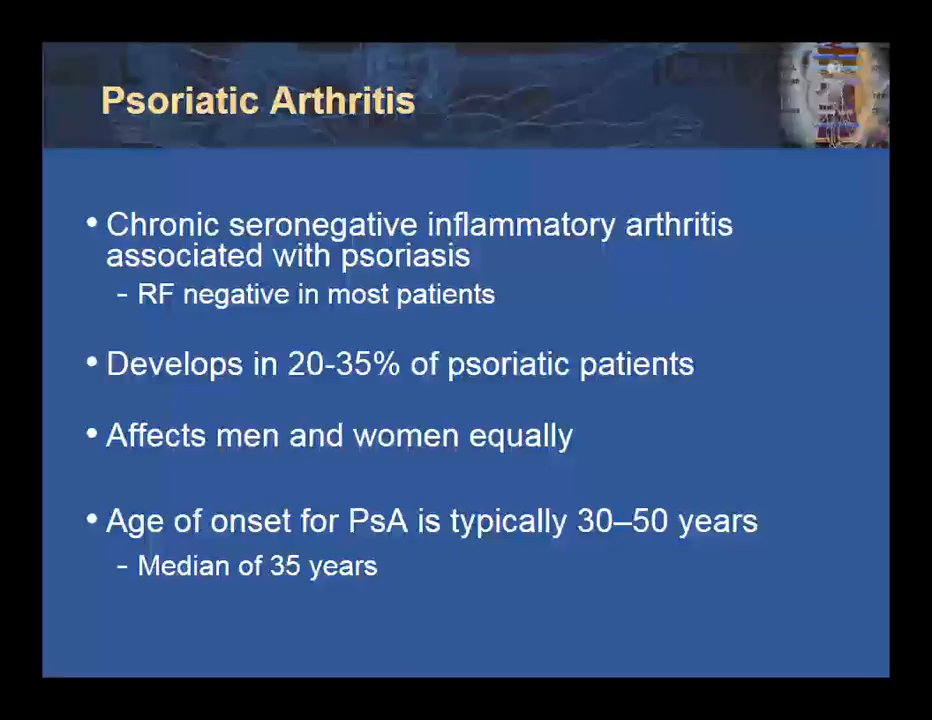 Psoriatic Arthritis
• Chronic seronegative inflammatory arthritis
associated with psoriasis
- RF negative in most patients
• Develops in 20-35% of psoriatic patients
• Affects men and women equally
• Age of onset for PsA is typically 30–50 years
- Median of 35 years